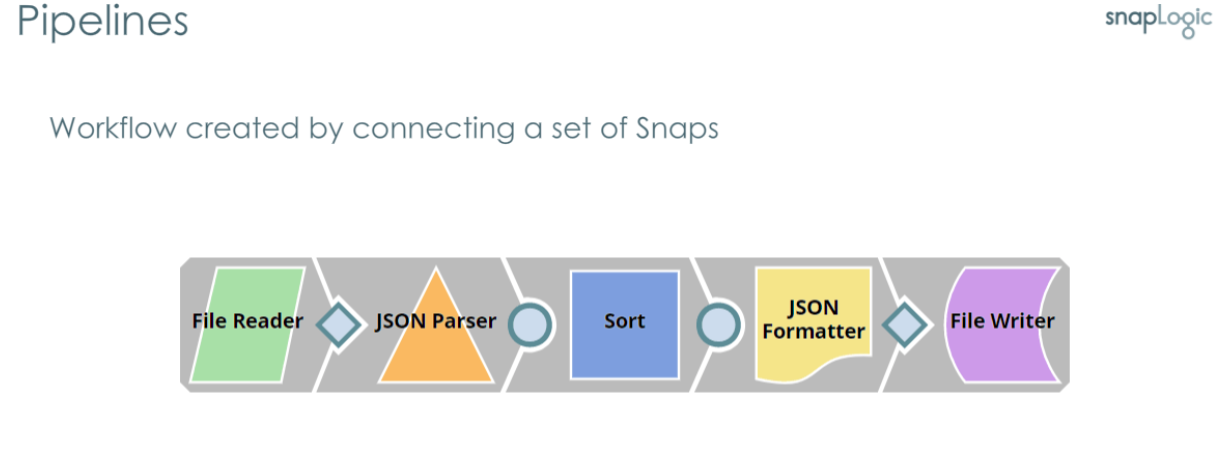 Pipelines
snapLogic
Workflow created by connecting a set of Snaps
File Reader
JSON Parser
Sort
JSON
Formatter
File Writer